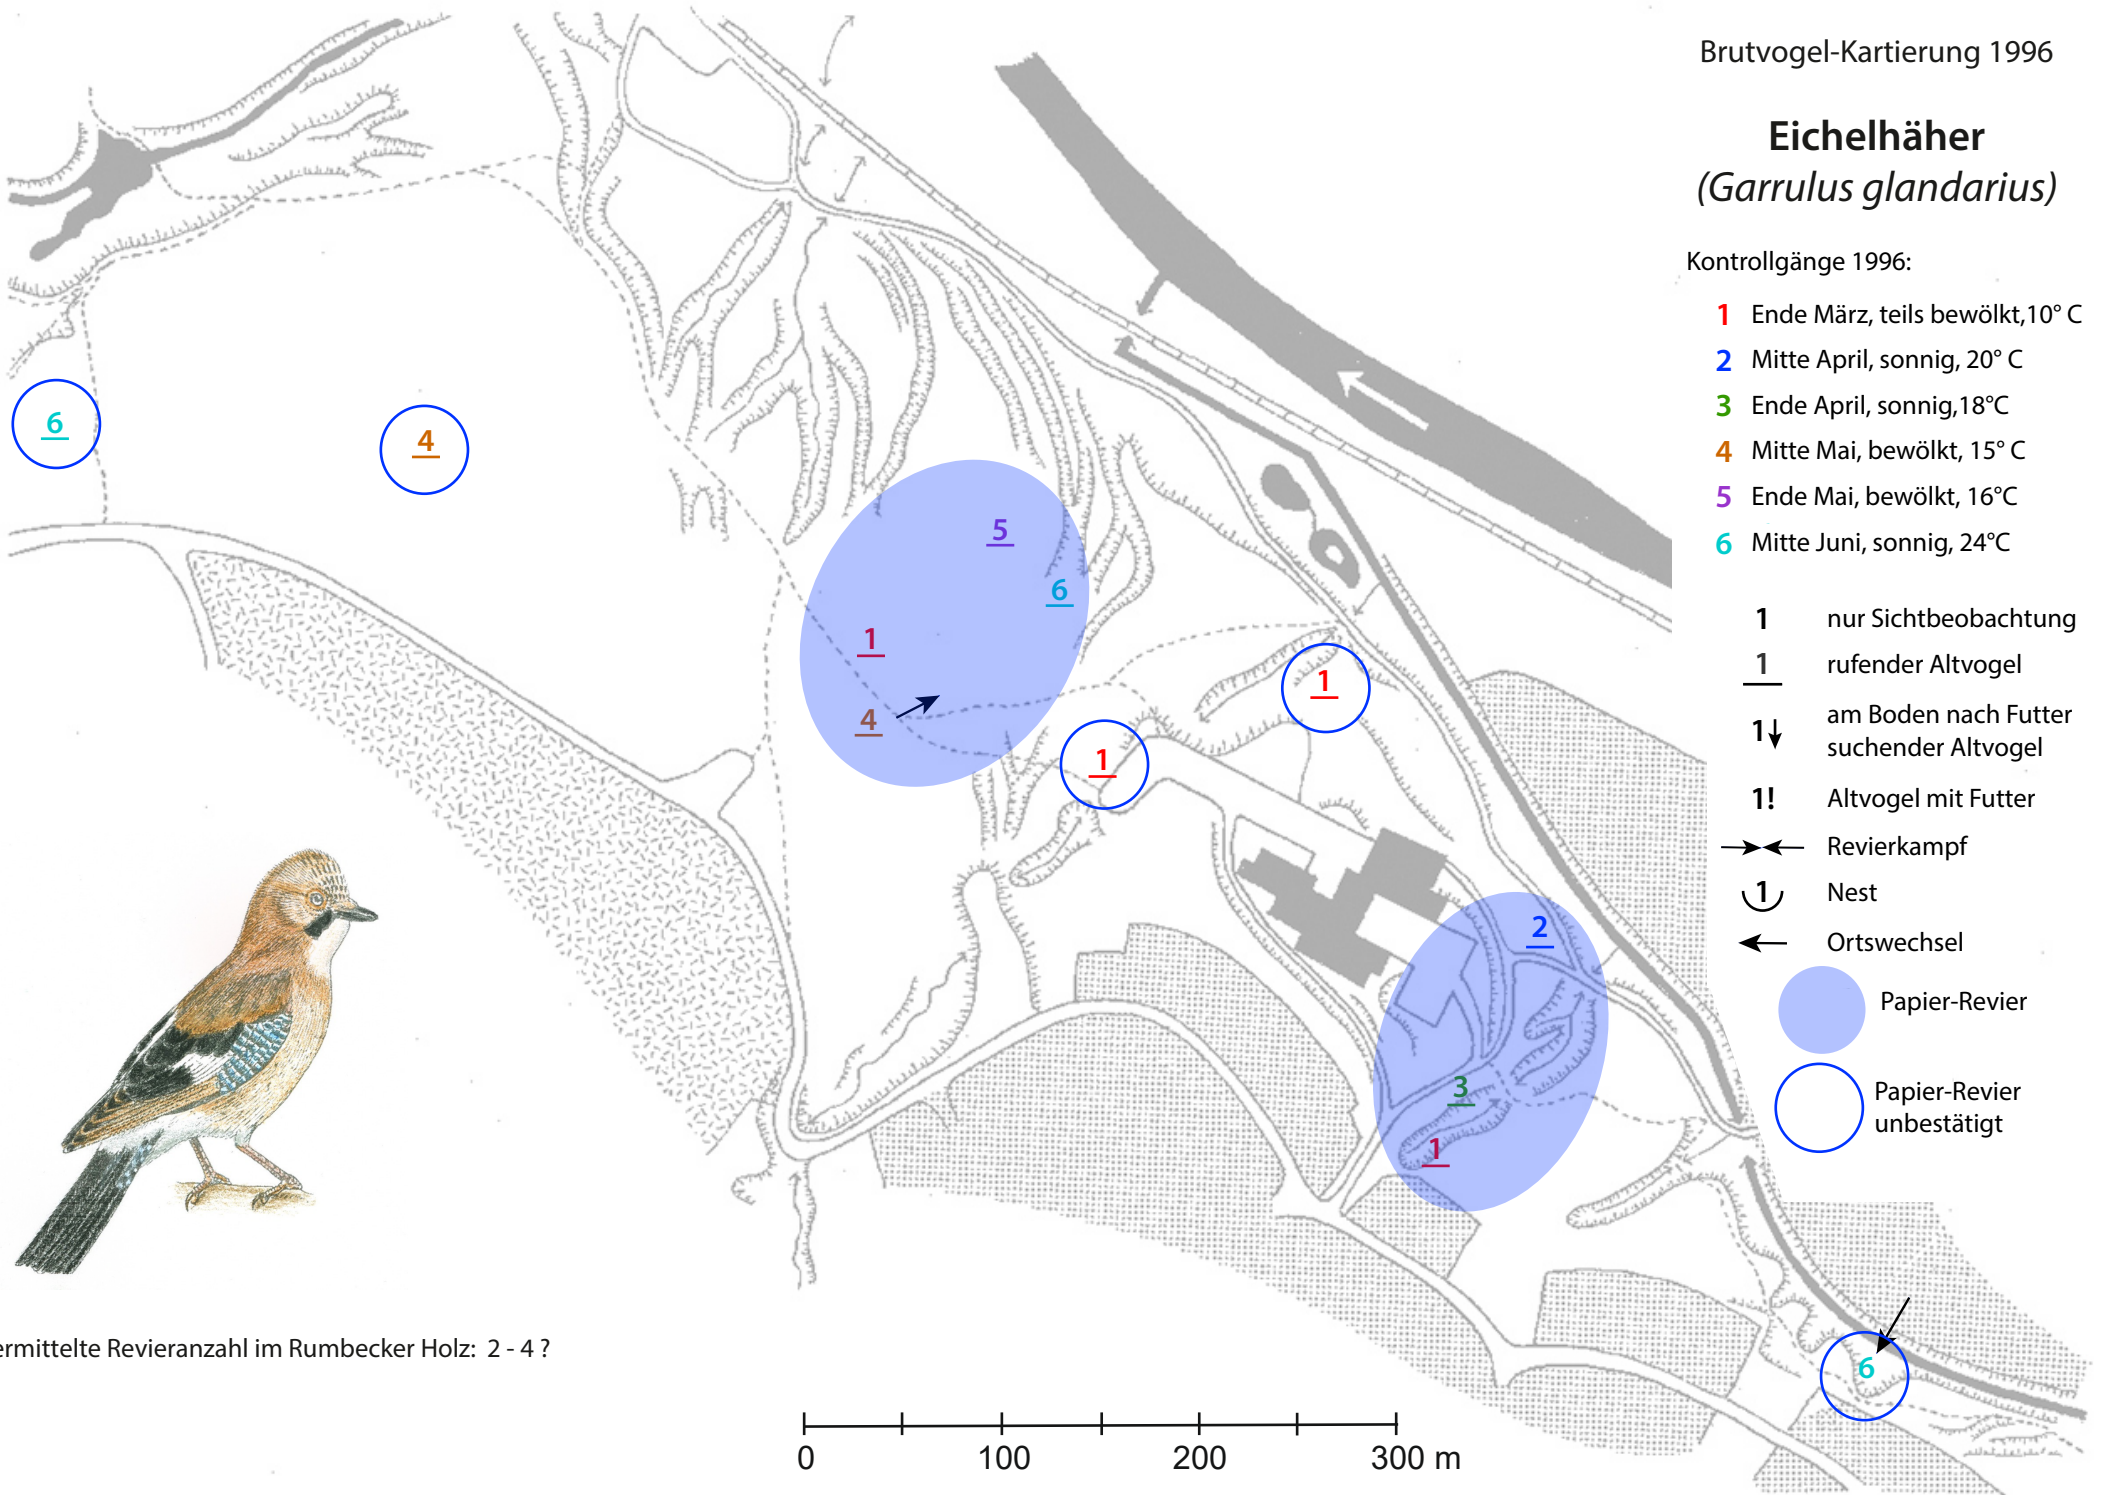 Brutvogel-Kartierung 1996
Eichelhäher
(Garrulus glandarius)
Kontrollgänge 1996:
1 Ende März, teils bewölkt,10° C
2 Mitte April, sonnig, 20° C
3 Ende April, sonnig,18°C
4 Mitte Mai, bewölkt, 15° C
5 Ende Mai, bewölkt, 16°C
6 Mitte Juni, sonnig, 24°C
1 nur Sichtbeobachtung
1 rufender Altvogel
1 am Boden nach Futter
suchender Altvogel
1! Altvogel mit Futter
Revierkampf
1 Nest
Ortswechsel
Papier-Revier
Papier-Revier
unbestätigt
6
4
5
6
1
4
1
1
2
3
1
6
ermittelte Revieranzahl im Rumbecker Holz: 2 - 4 ?
0 100 200 300 m